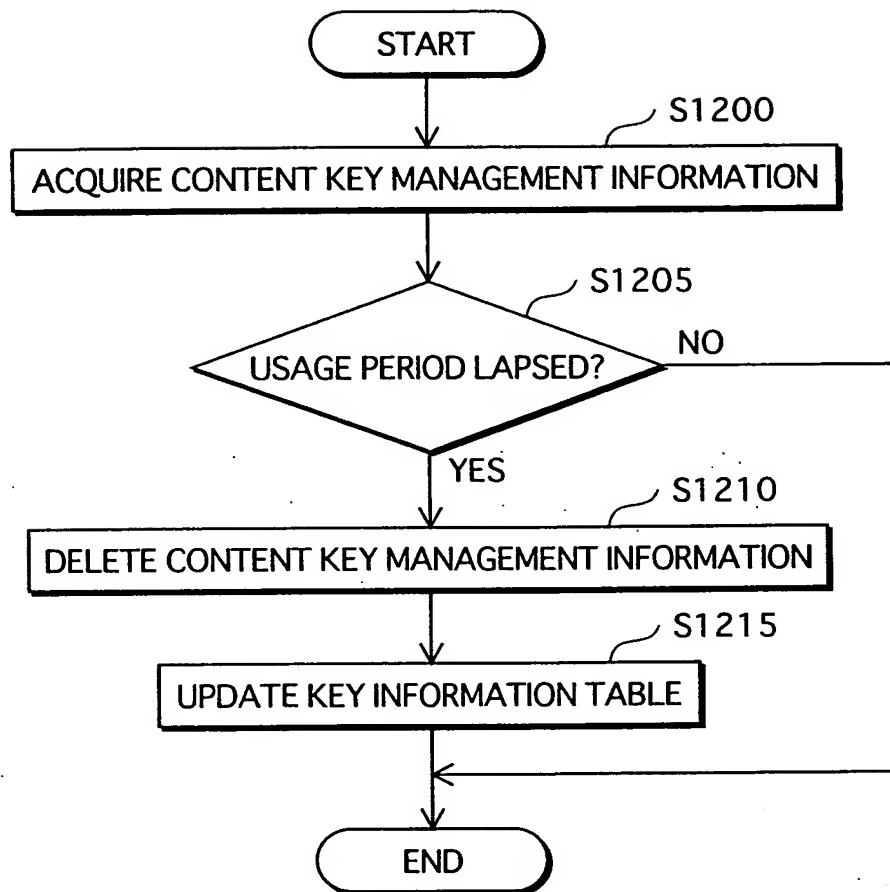 START
S1200
ACQUIRE CONTENT KEY MANAGEMENT INFORMATION
S1205
USAGE PERIOD LAPSED?
NO
YES
S1210
DELETE CONTENT KEY MANAGEMENT INFORMATION
S1215
UPDATE KEY INFORMATION TABLE
END